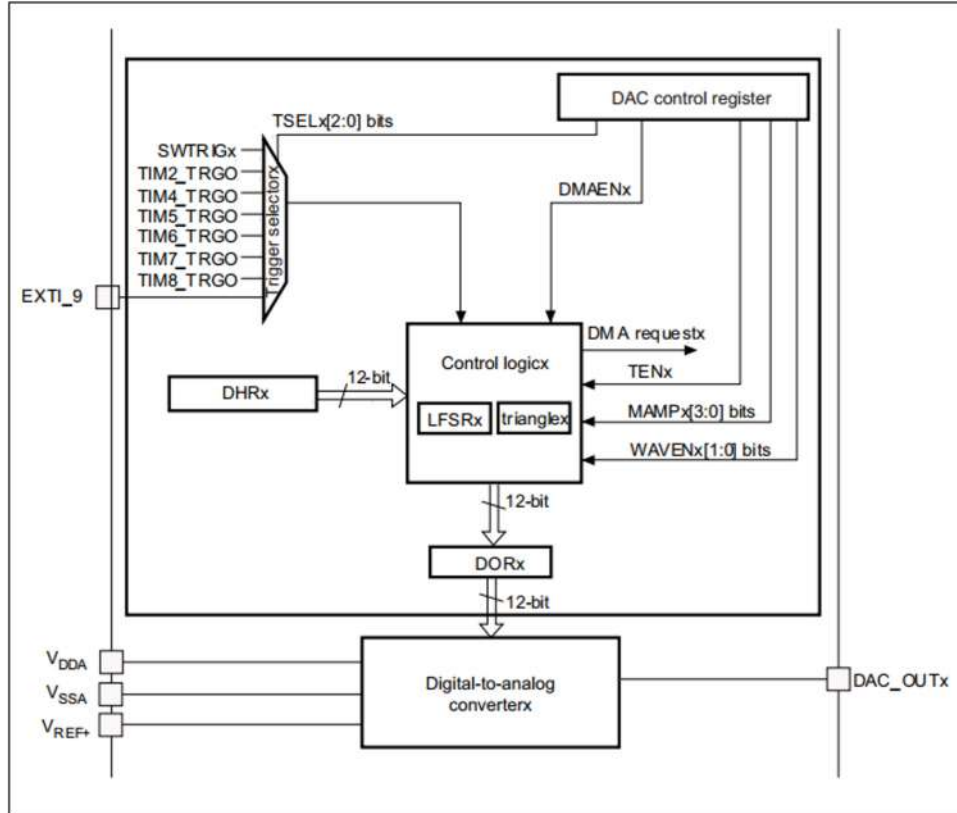 DAC control register
TSELx[2:0] bits
SWTRIGx
TIM2_TRGO
TIM4_TRGO
TIM5_TRGO
TIM6_TRGO
TIM7_TRGO
TIM8_TRGO
Trigger selectorx
DMAENx
EXTI_9
DMA requestx
Control logicx
TENx
12-bit
DHRx
LFSRx
trianglex
MAMPx[3:0] bits
WAVENx[1:0] bits
12-bit
DORx
12-bit
VDDA
VSSA
VREF+
Digital-to-analog
converterx
DAC_OUTx